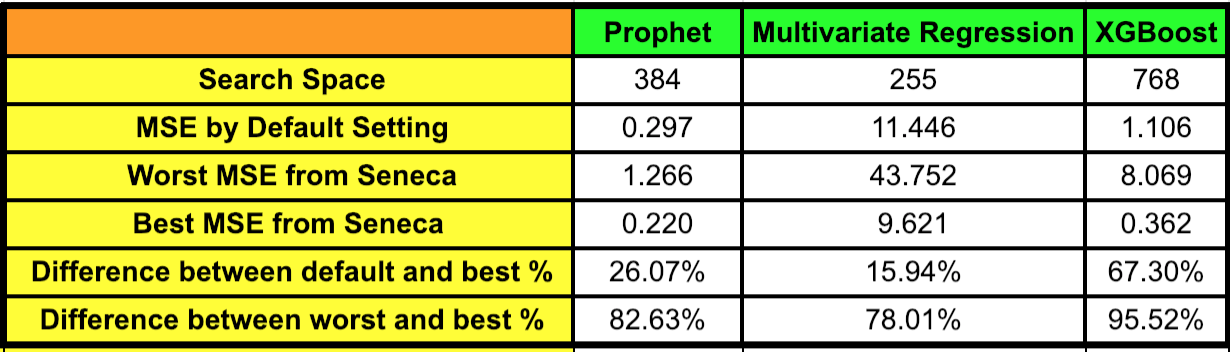 Prophet Multivariate Regression XGBoost
Search Space 384 255 768
MSE by Default Setting 0.297 11.446 1.106
Worst MSE from Seneca 1.266 43.752 8.069
Best MSE from Seneca 0.220 9.621 0.362
Difference between default and best % 26.07% 15.94% 67.30%
Difference between worst and best % 82.63% 78.01% 95.52%